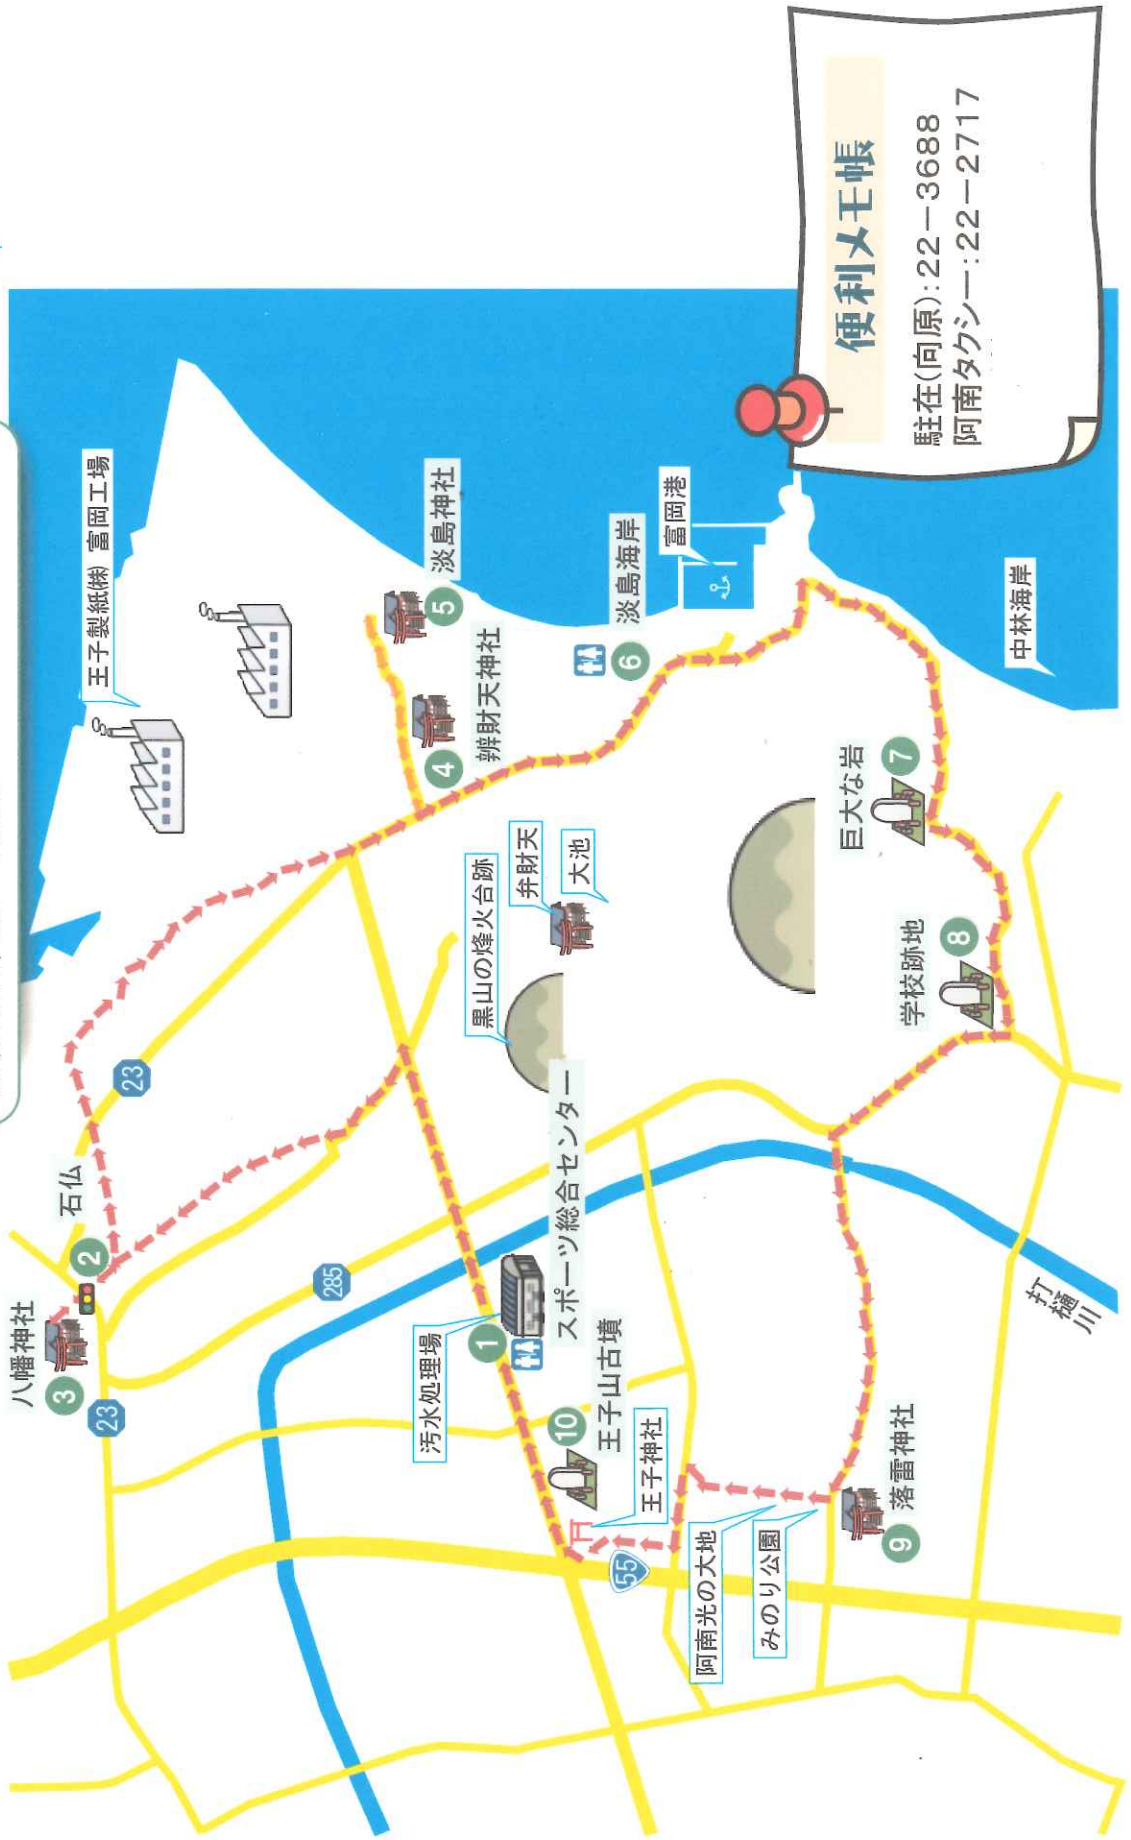 王子製紙(株) 富岡工場
八幡神社
3
2
石仏
23
23
285
淡島神社
5
辨財天神社
4
黒山の烽火台跡
弁財天
大池
淡島海岸
6
富岡港
汚水処理場
1
スポーツ総合センター
10
王子山古墳
王子神社
55
阿南光の大地
みのり公園
巨大な岩
7
学校跡地
8
落雷神社
9
打樋川
中林海岸
便利メモ帳
駐在(向原):22-3688
阿南タクシー:22-2717